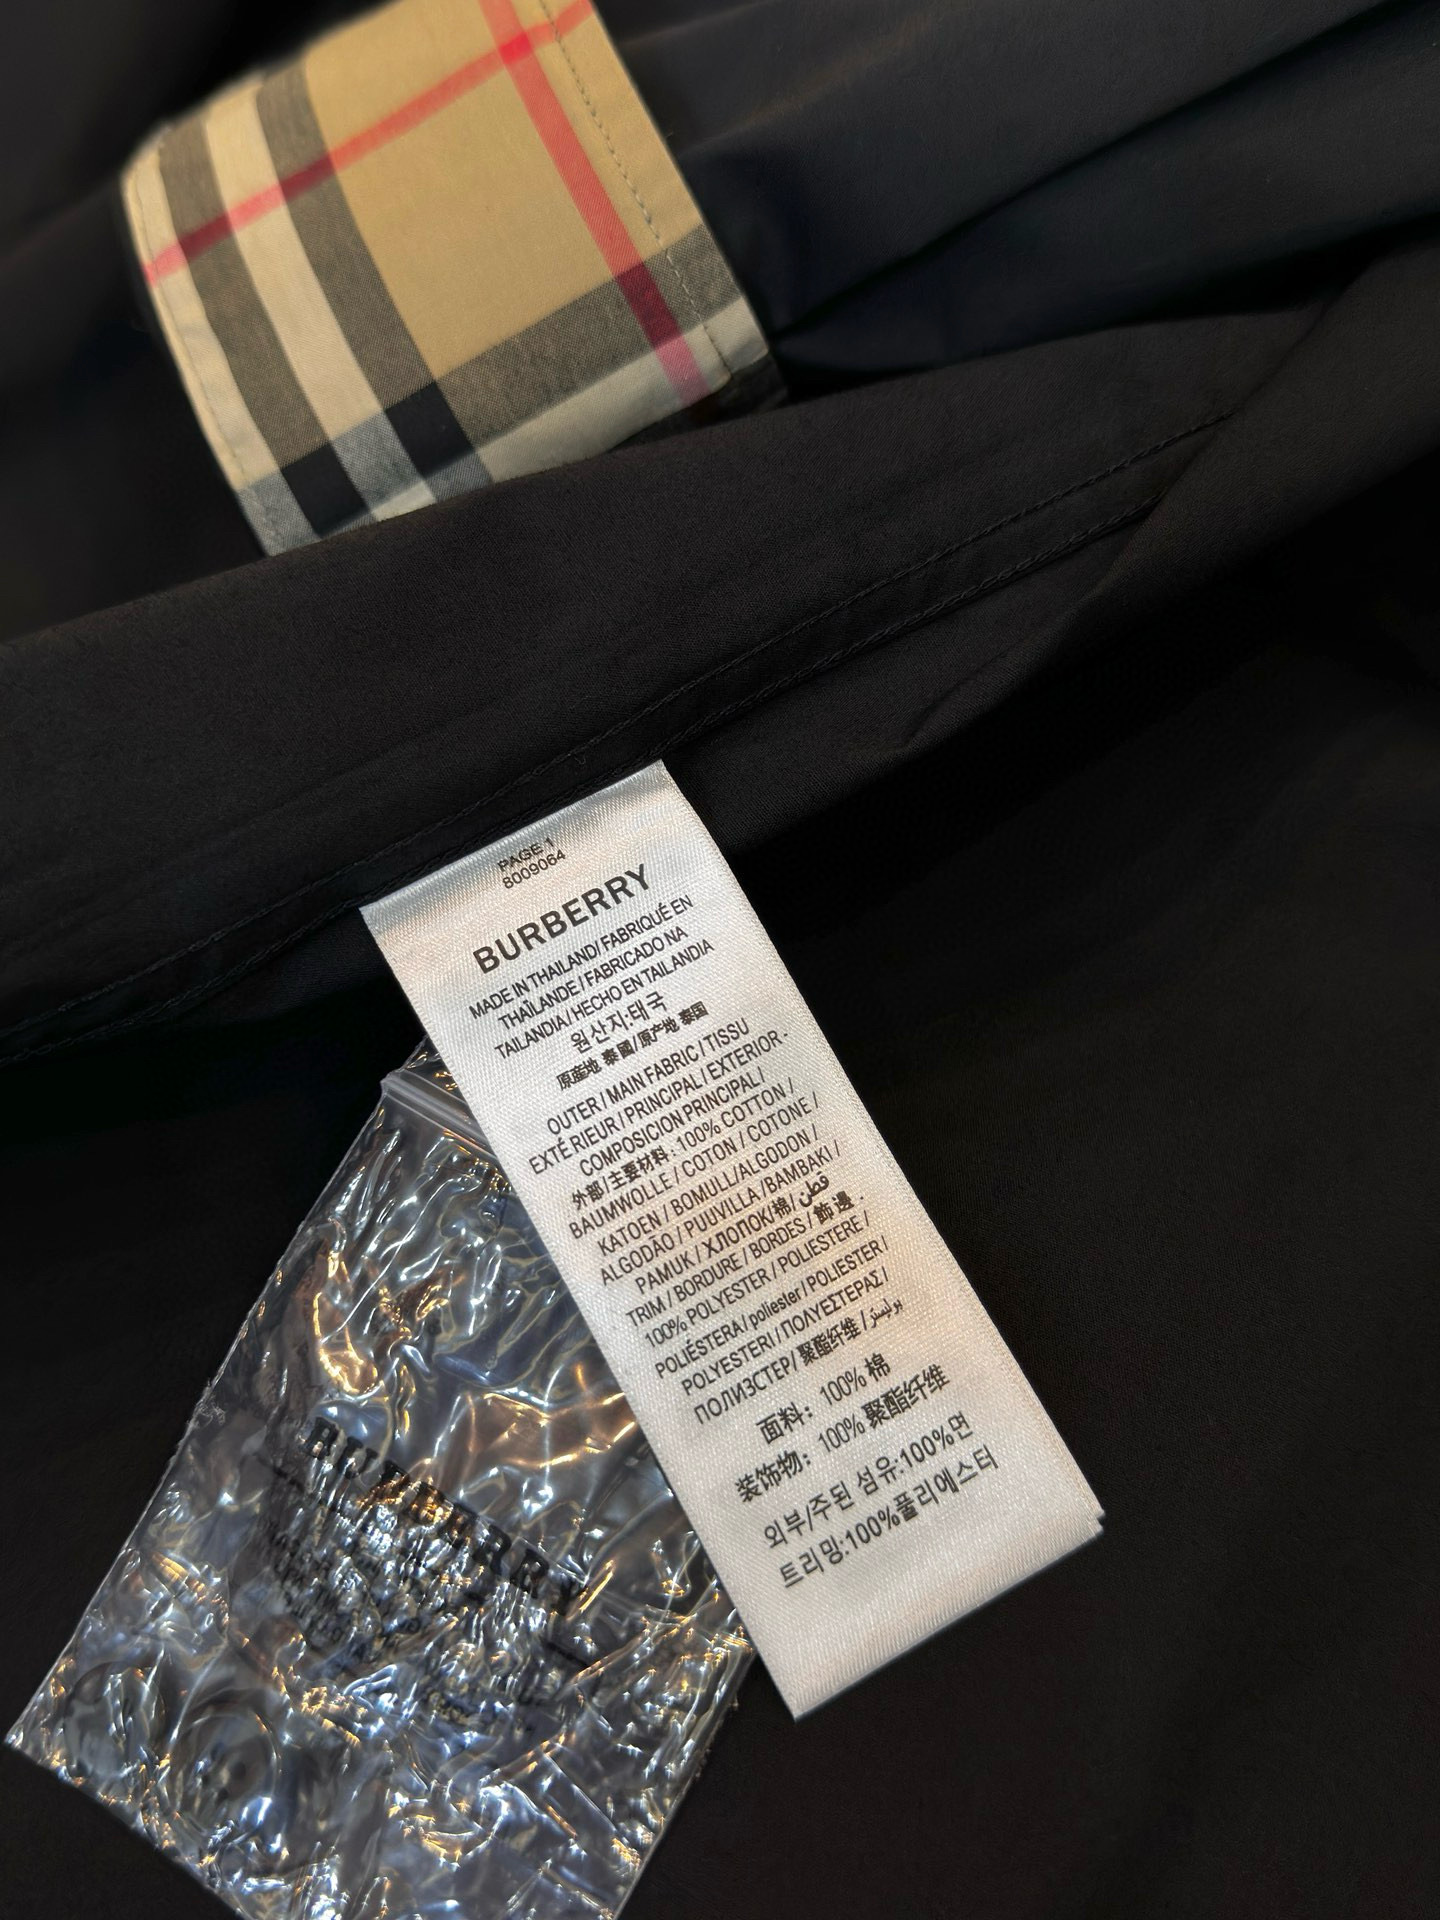 PAGE 1
8009064
BURBERRY
MADE IN THAILAND/ FABRIQUÉ EN
THAÏLANDE / FABRICADO NA
TAILANDIA / HECHO EN TAILANDIA
원산지:태국
原産地 泰國/原产地 泰国
OUTER / MAIN FABRIC / TISSU
EXTÉ RIEUR / PRINCIPAL / EXTERIOR -
COMPOSICION PRINCIPAL /
外部/主要材料 : 100% COTTON /
BAUMWOLLE / COTON / COTONE /
KATOEN / BOMULL/ALGODON /
ALGODÃO / PUUVILLA /BAMBAKI /
PAMUK / ХЛОПОК/棉/ قطن
TRIM / BORDURE / BORDES / 飾 邊 .
100% POLYESTER / POLIESTERE /
POLIÉSTERA/ poliester / POLIESTER /
POLYESTERI / ΠΟΛΥΕΣΤΕΡΑΣ /
ПОЛИЭСТЕР/ 聚酯纤维 / بوليستر
面料: 100% 棉
装饰物: 100% 聚酯纤维
외부/주된 섬유:100%면
트리밍:100%폴리에스터
BURBERRY